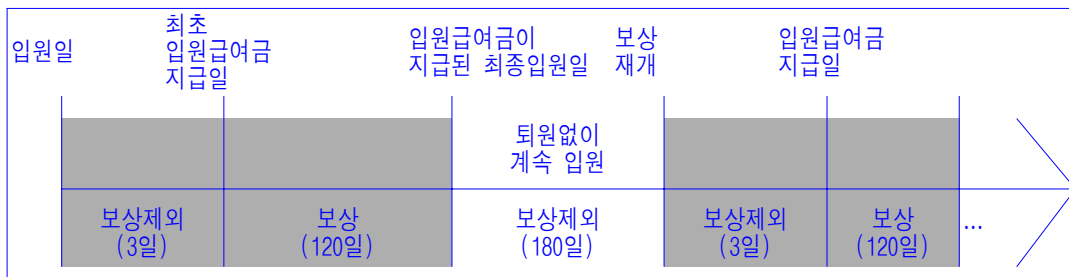 입원일
최초
입원급여금
지급일
입원급여금이
지급된 최종입원일
보상
재개
입원급여금
지급일
퇴원없이
계속 입원
보상제외
(3일)
보상
(120일)
보상제외
(180일)
보상제외
(3일)
보상
(120일)
...